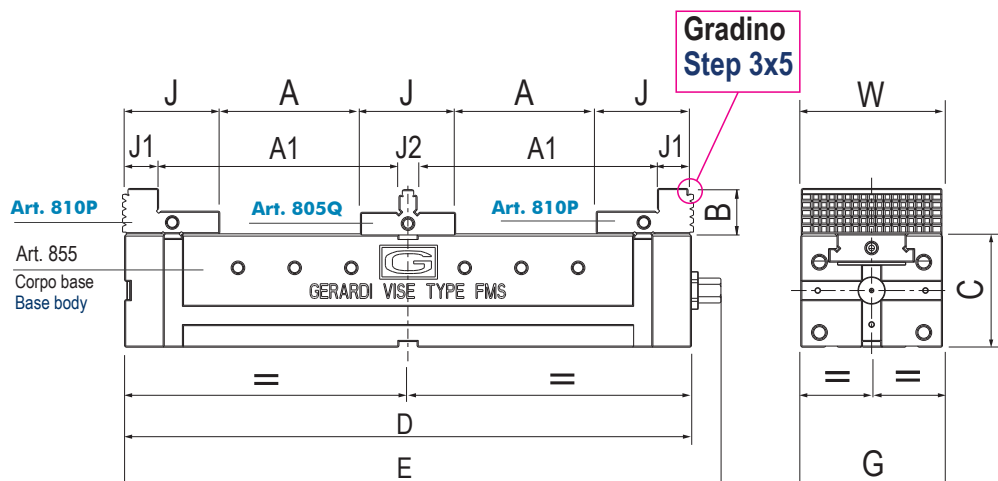 Gradino
Step 3x5
J A J A J W
J1 A1 J2 A1 J1
Art. 810P Art. 805Q Art. 810P B
Art. 855
Corpo base
Base body
G
GERARDI VISE TYPE FMS
C
= = = =
D
E G